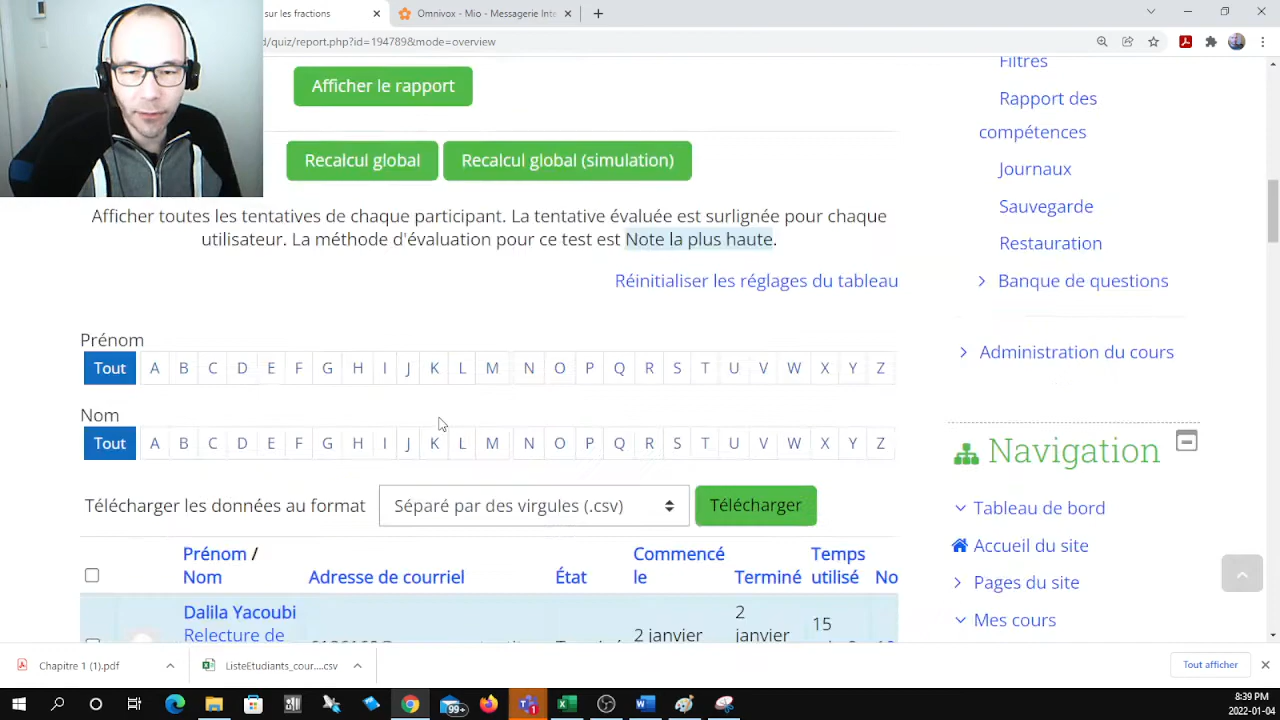 sur les fractions
Omnivox - Mio - Messagerie Inte
d/quiz/report.php?id=194789&mode=overview
Afficher le rapport
Recalcul global
Recalcul global (simulation)
Afficher toutes les tentatives de chaque participant. La tentative évaluée est surlignée pour chaque
utilisateur. La méthode d'évaluation pour ce test est Note la plus haute.
Réinitialiser les réglages du tableau
Prénom
Tout A B C D E F G H I J K L M N O P Q R S T U V W X Y Z
Nom
Tout A B C D E F G H I J K L M N O P Q R S T U V W X Y Z
Télécharger les données au format
Séparé par des virgules (.csv)
Télécharger
Prénom /
Nom
Adresse de courriel
État
Commencé
le
Terminé
Temps
utilisé
No
Dalila Yacoubi
Relecture de
2 janvier
2
janvier
15
Filtres
Rapport des
compétences
Journaux
Sauvegarde
Restauration
Banque de questions
Administration du cours
Navigation
Tableau de bord
Accueil du site
Pages du site
Mes cours
Chapitre 1 (1).pdf
ListeEtudiants_cour....csv
Tout afficher
99+
1
8:39 PM
2022-01-04